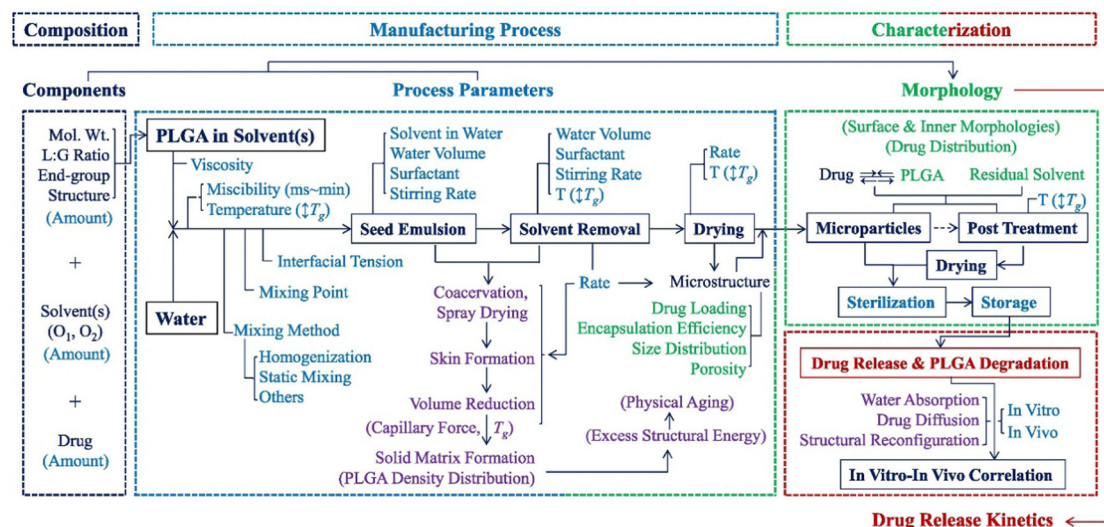 Composition
Manufacturing Process
Characterization
Components
Process Parameters
Morphology
Mol. Wt.
L:G Ratio
End-group
Structure
(Amount)
+
Solvent(s)
(O1, O2)
(Amount)
+
Drug
(Amount)
PLGA in Solvent(s)
Viscosity
Miscibility (ms~min)
Temperature (↕Tg)
Water
Interfacial Tension
Mixing Point
Mixing Method
Homogenization
Static Mixing
Others
Solvent in Water
Water Volume
Surfactant
Stirring Rate
Seed Emulsion
Water Volume
Surfactant
Stirring Rate
T (↕Tg)
Solvent Removal
Rate
T (↕Tg)
Drying
Coacervation,
Spray Drying
Skin Formation
Volume Reduction
(Capillary Force, Tg)
Solid Matrix Formation
(PLGA Density Distribution)
Rate
Microstructure
Drug Loading
Encapsulation Efficiency
Size Distribution
Porosity
(Physical Aging)
(Excess Structural Energy)
(Surface & Inner Morphologies)
(Drug Distribution)
Drug PLGA
Residual Solvent
T (↕Tg)
Microparticles
Post Treatment
Drying
Sterilization
Storage
Drug Release & PLGA Degradation
Water Absorption
Drug Diffusion
Structural Reconfiguration
In Vitro
In Vivo
In Vitro-In Vivo Correlation
Drug Release Kinetics